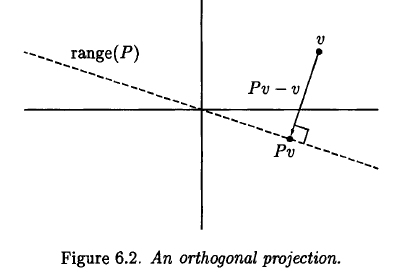 v
range(P)
Pv − v
Pv
Figure 6.2. An orthogonal projection.